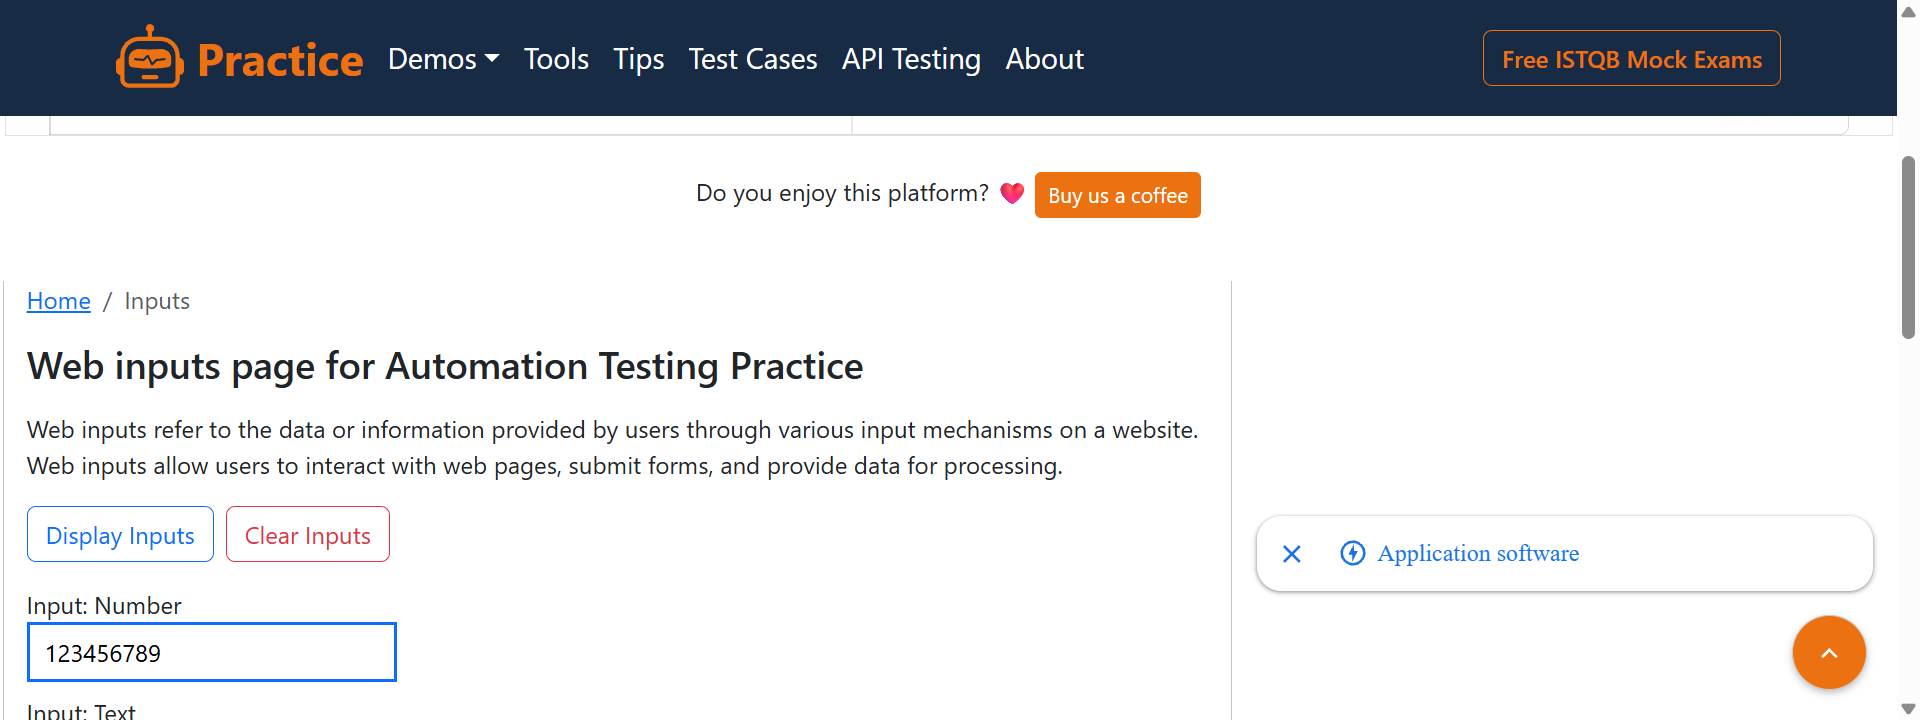 Practice Demos Tools Tips Test Cases API Testing About Free ISTQB Mock Exams
Do you enjoy this platform? Buy us a coffee
Home / Inputs
Web inputs page for Automation Testing Practice
Web inputs refer to the data or information provided by users through various input mechanisms on a website.
Web inputs allow users to interact with web pages, submit forms, and provide data for processing.
Display Inputs Clear Inputs
Application software
Input: Number
123456789
Input: Text